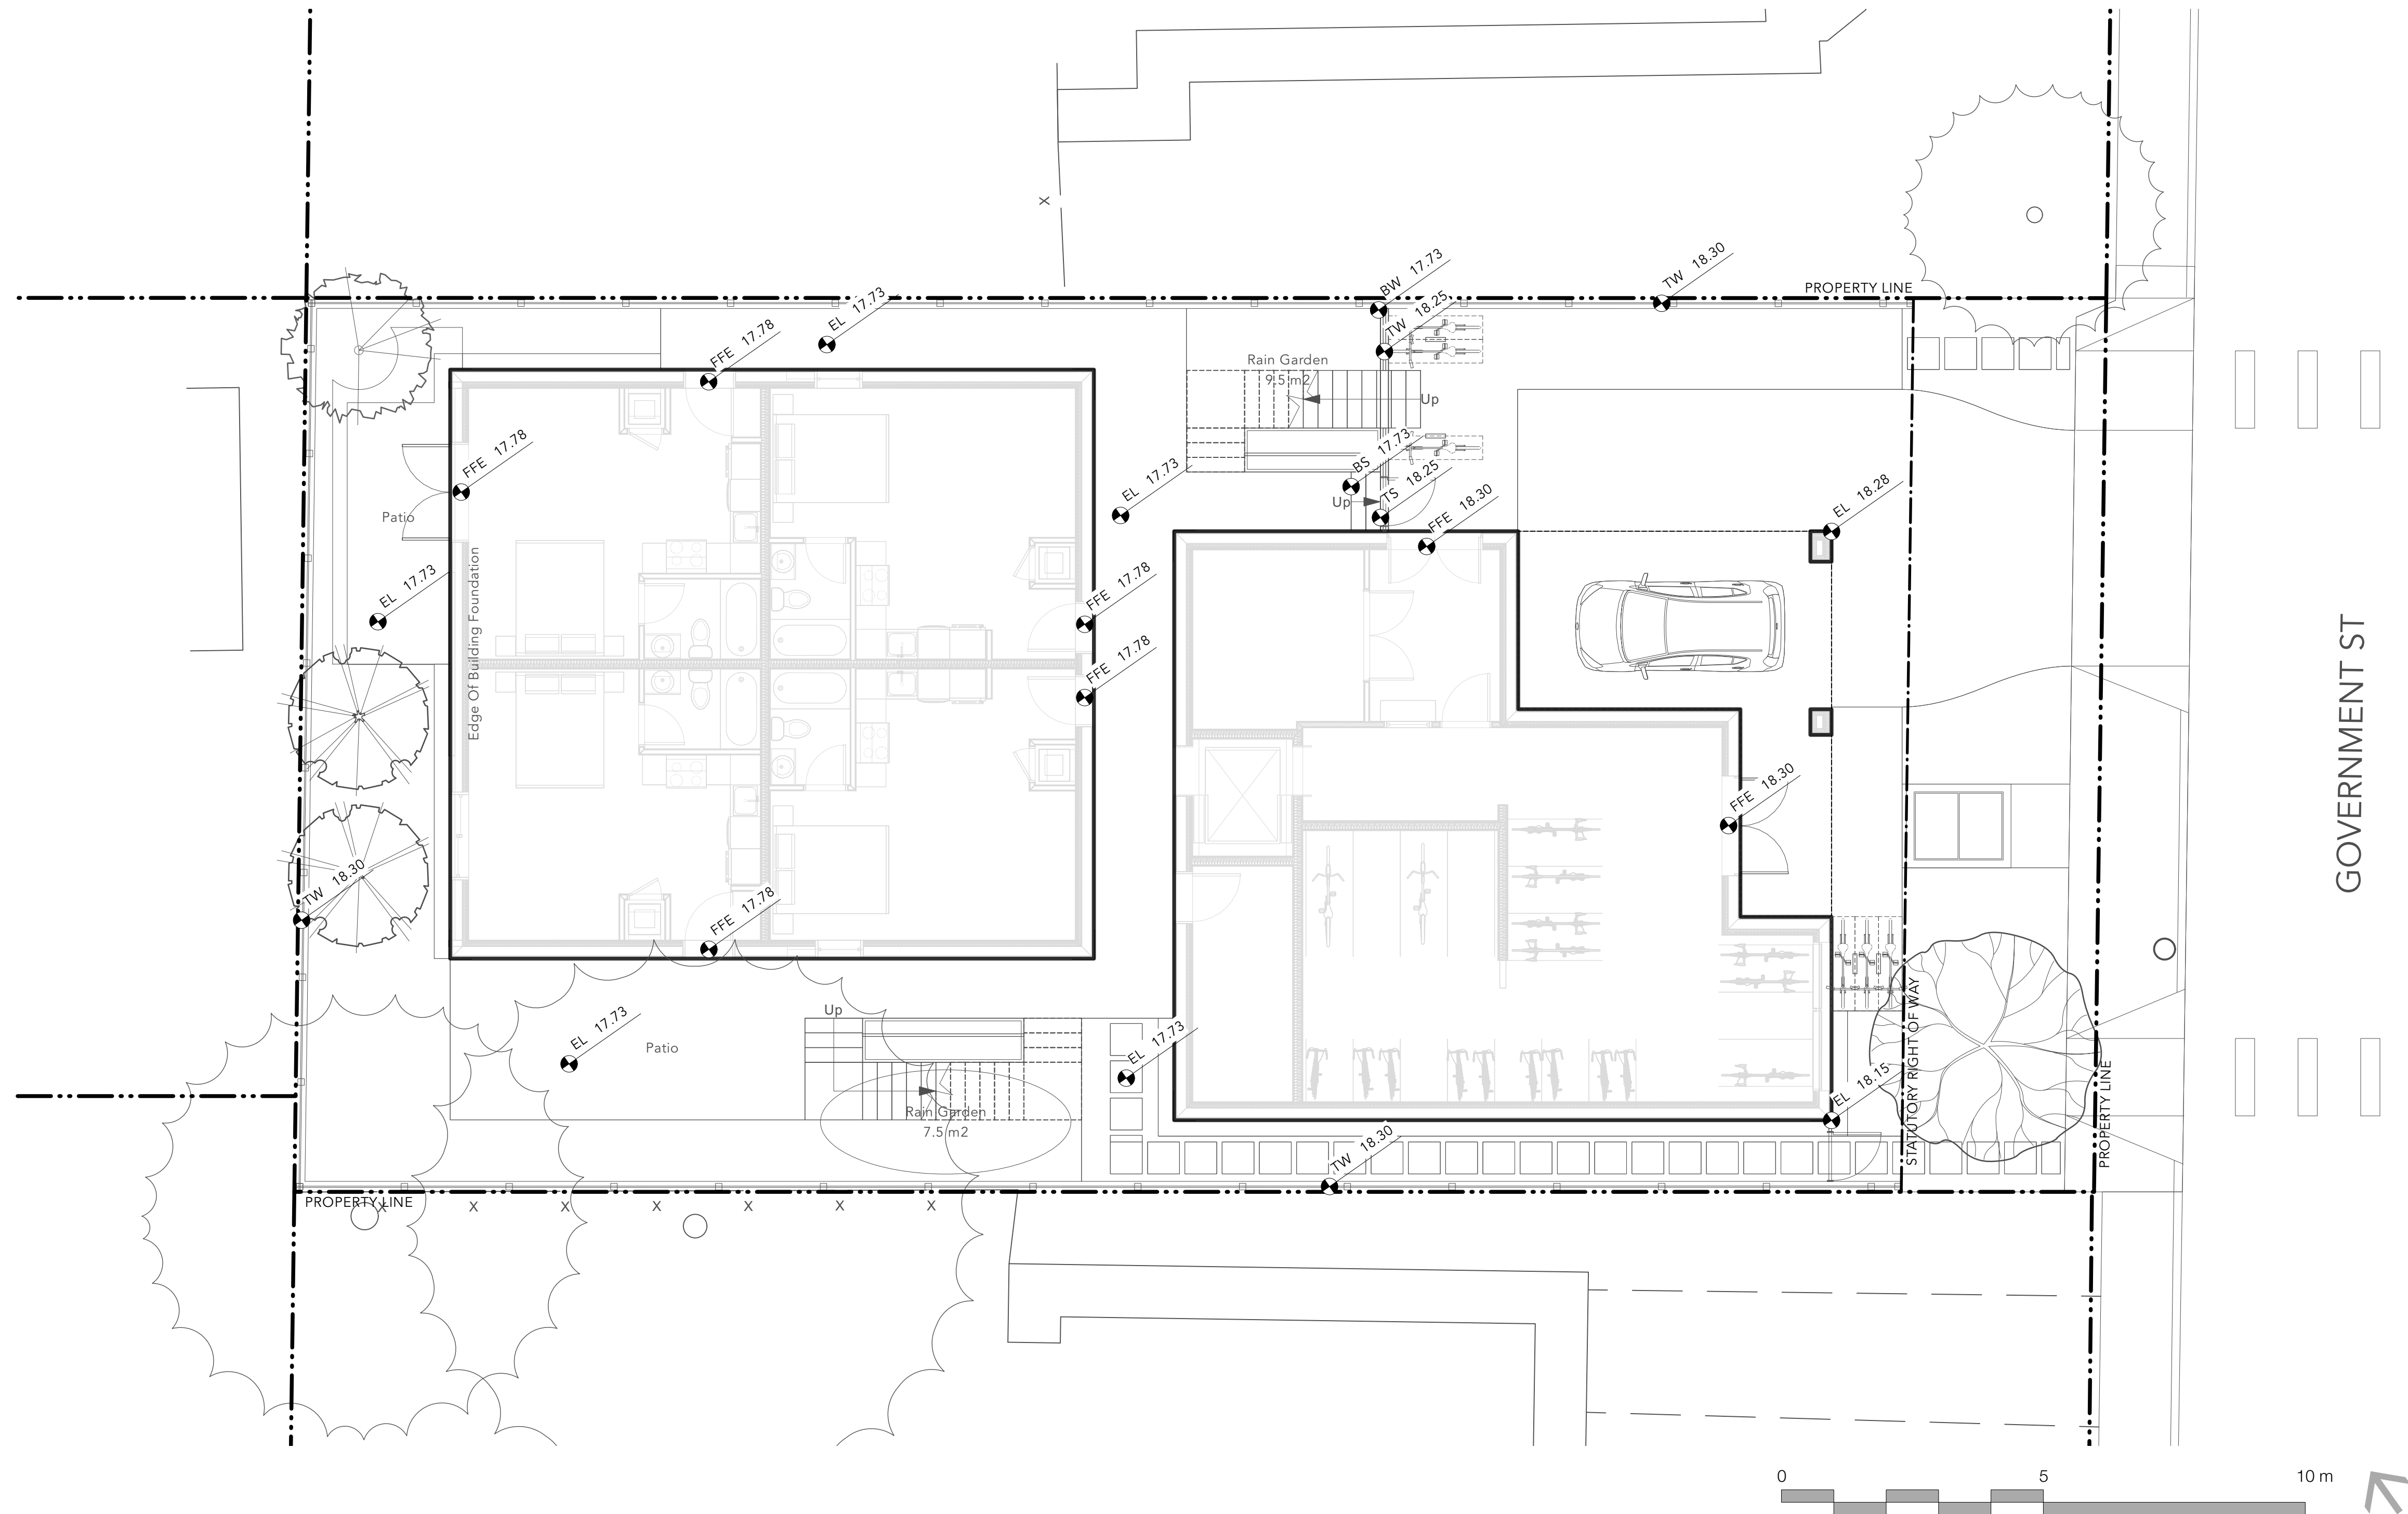 BW 17.73
TW 18.30
PROPERTY LINE
EL 17.73
TW 18.25
FFE 17.78
Rain Garden
9.5 m2
Up
FFE 17.78
BS 17.73
EL 17.73
TS 18.25
Up
FFE 18.30
EL 18.28
Patio
EL 17.73
Edge Of Building Foundation
FFE 17.78
FFE 17.78
GOVERNMENT ST
FFE 18.30
TW 18.30
FFE 17.78
Up
EL 17.73
Patio
EL 17.73
Rain Garden
7.5 m2
EL 18.15
STATUTORY RIGHT OF WAY
PROPERTY LINE
TW 18.30
PROPERTY LINE
X
X
X
X
X
X
X
X
0
5
10 m